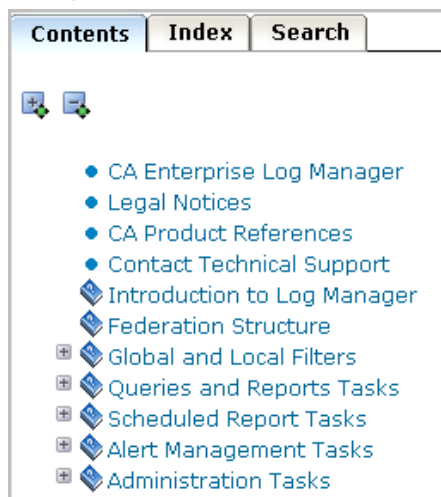 Contents Index Search
CA Enterprise Log Manager
Legal Notices
CA Product References
Contact Technical Support
Introduction to Log Manager
Federation Structure
Global and Local Filters
Queries and Reports Tasks
Scheduled Report Tasks
Alert Management Tasks
Administration Tasks